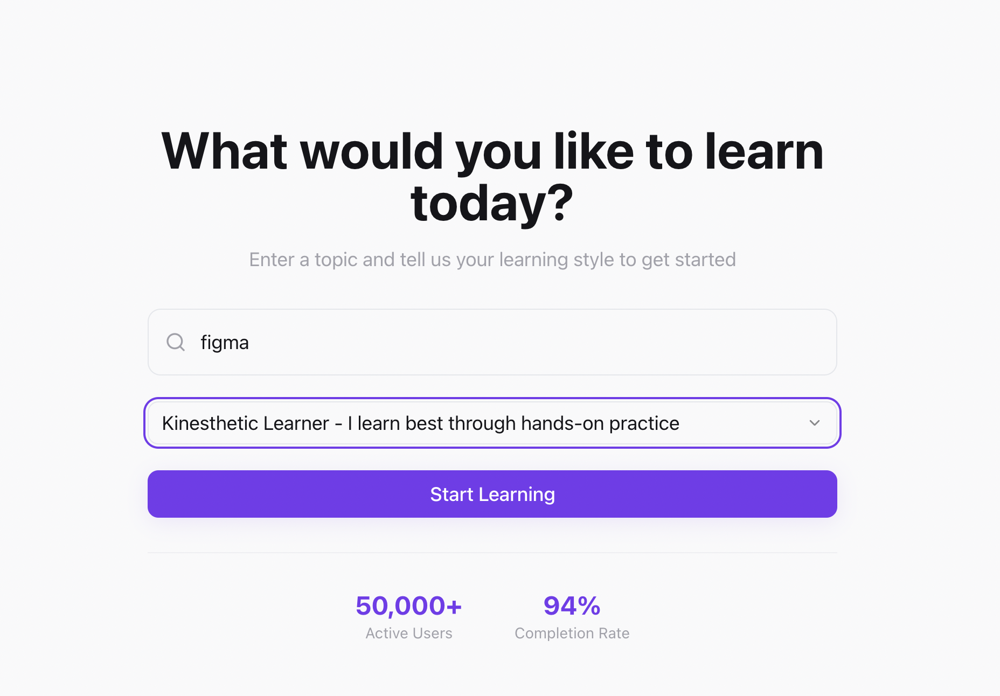 What would you like to learn
today?
Enter a topic and tell us your learning style to get started
figma
Kinesthetic Learner - I learn best through hands-on practice
Start Learning
50,000+
94%
Active Users
Completion Rate